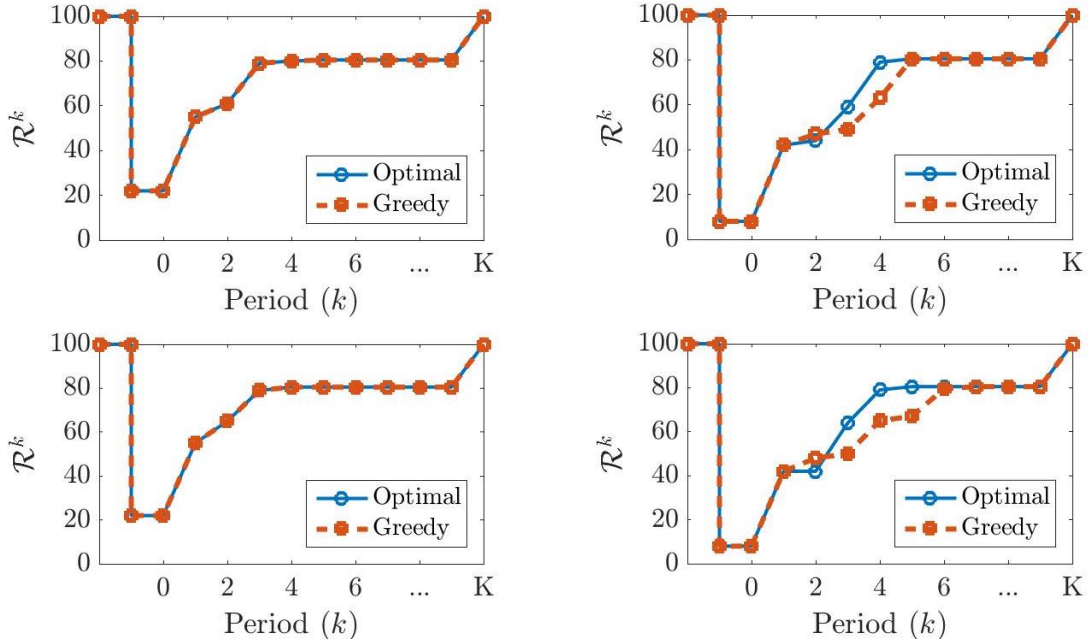 100
80
60
40
20
0
R^k
Optimal
Greedy
0 2 4 6 ... K
Period (k)
100
80
60
40
20
0
R^k
Optimal
Greedy
0 2 4 6 ... K
Period (k)
100
80
60
40
20
0
R^k
Optimal
Greedy
0 2 4 6 ... K
Period (k)
100
80
60
40
20
0
R^k
Optimal
Greedy
0 2 4 6 ... K
Period (k)